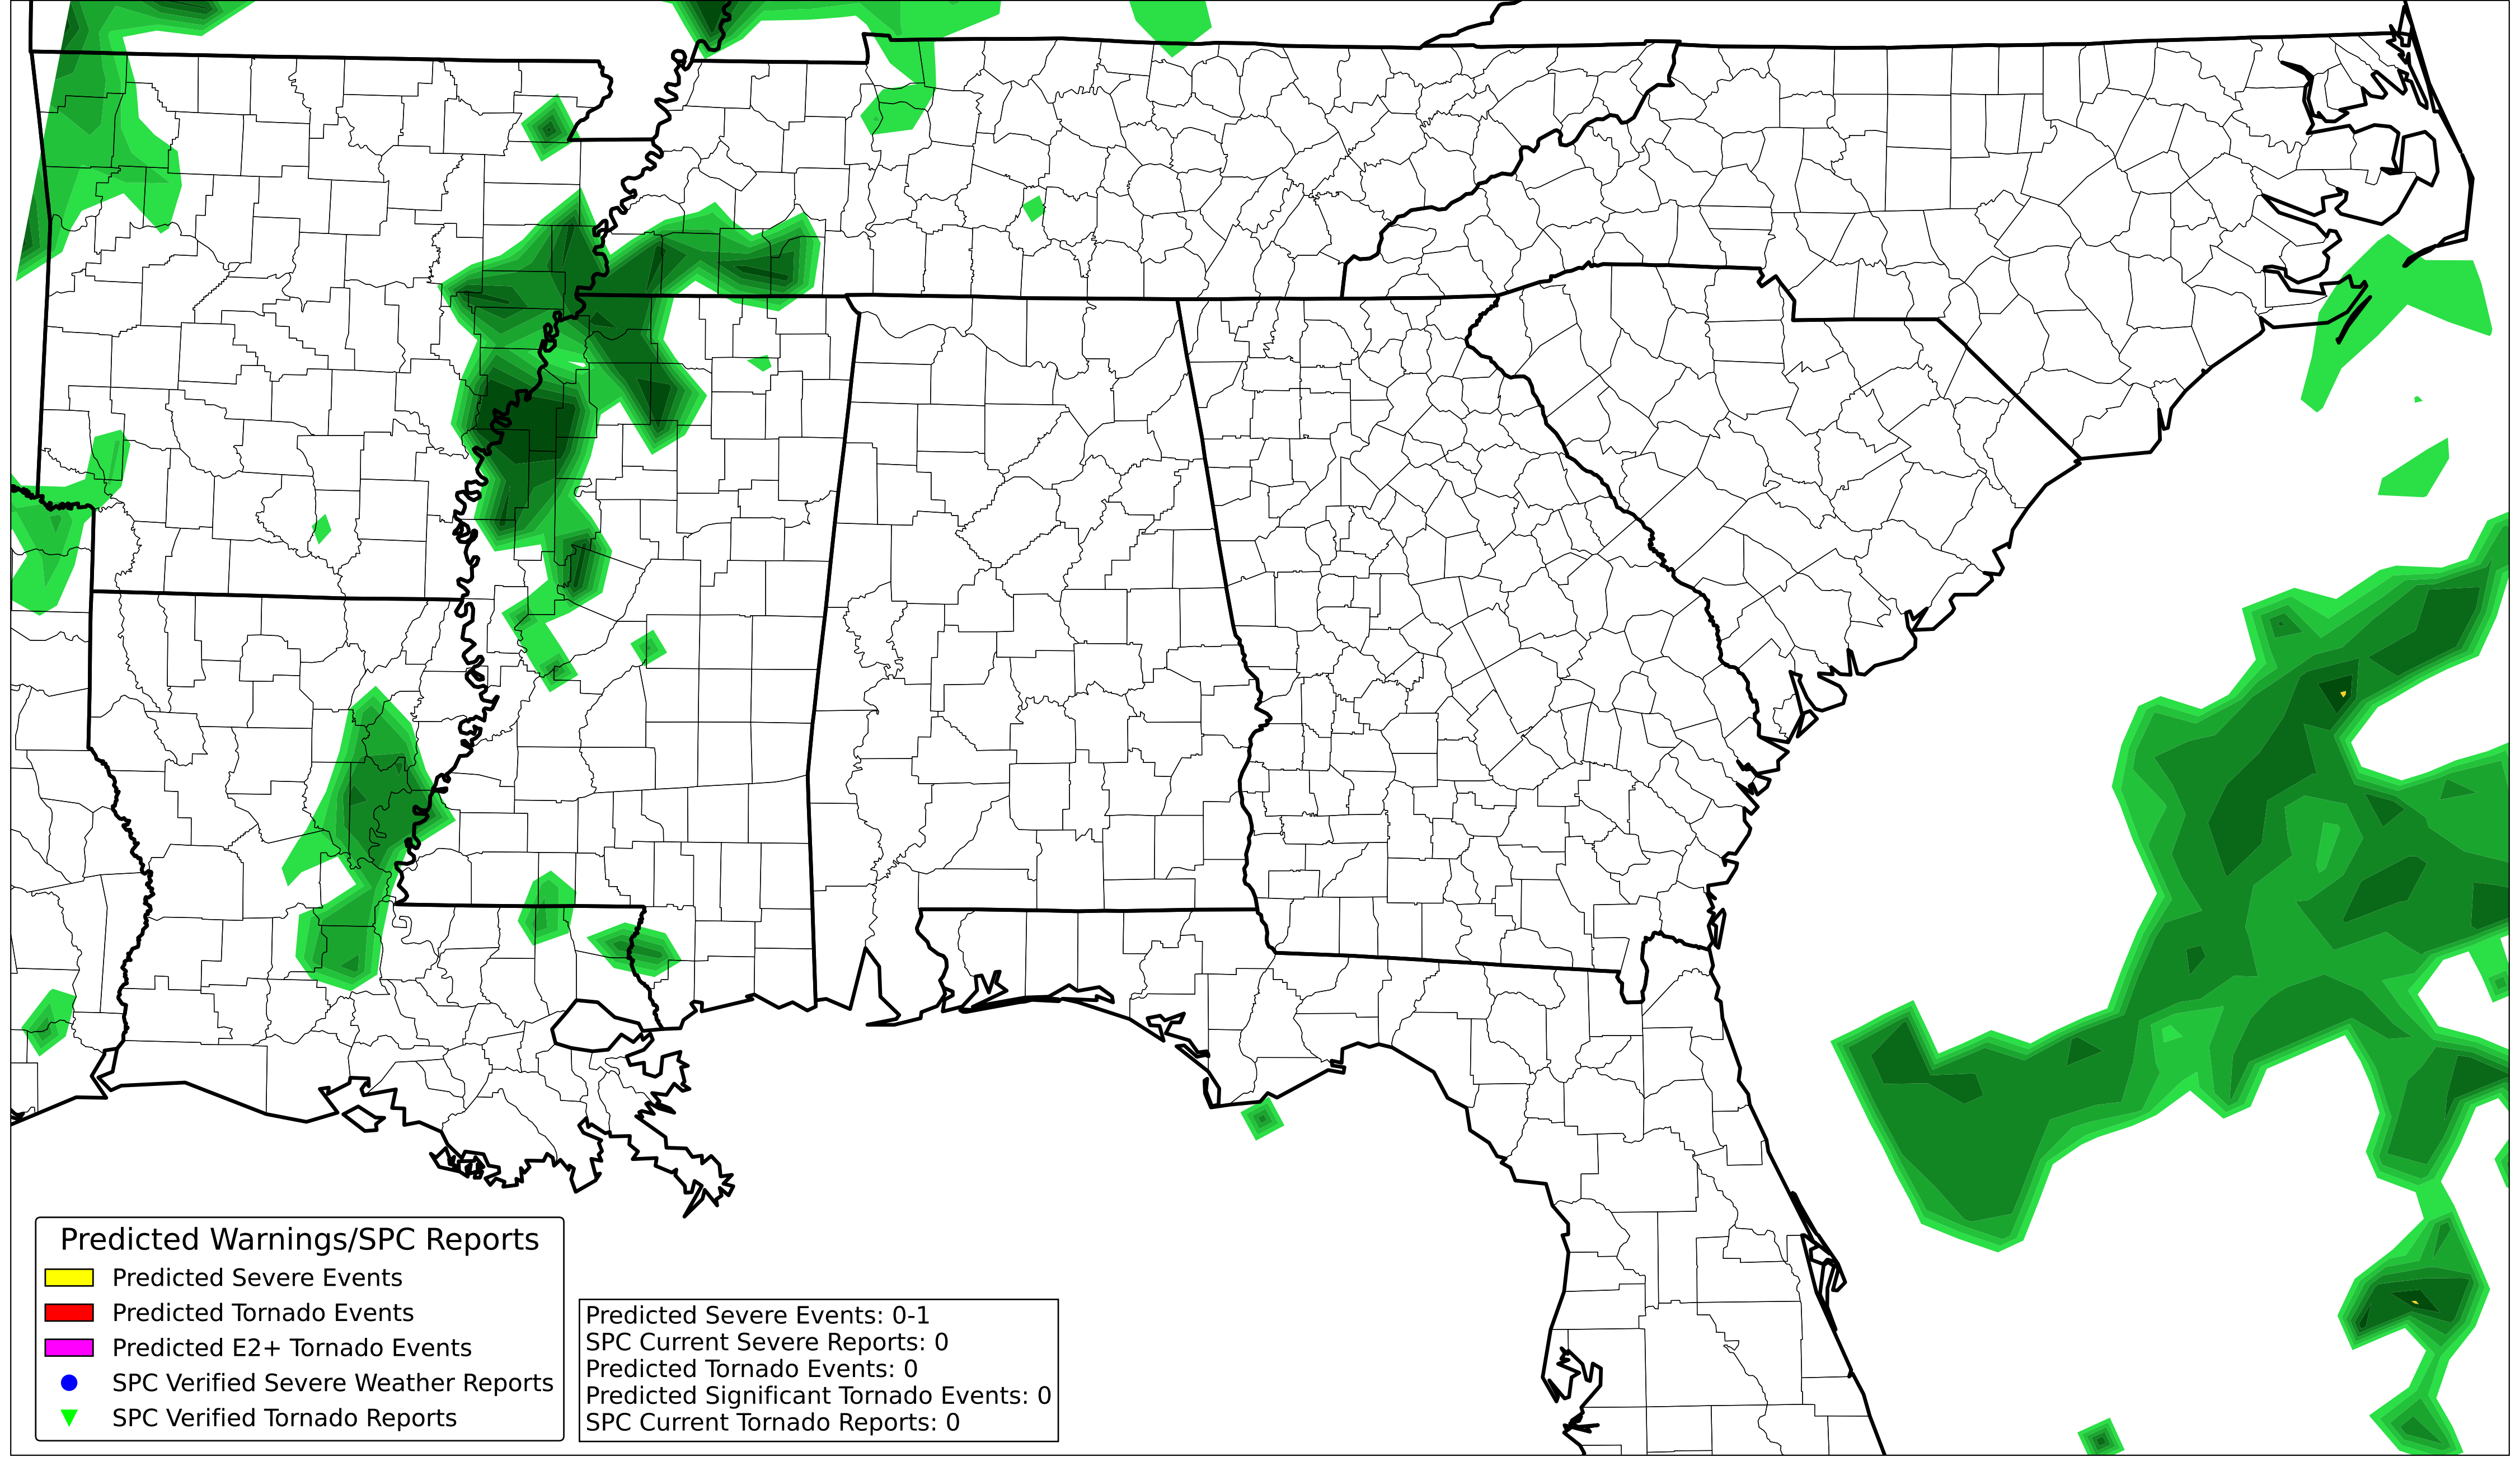 Predicted Warnings/SPC Reports
Predicted Severe Events
Predicted Tornado Events
Predicted E2+ Tornado Events
SPC Verified Severe Weather Reports
SPC Verified Tornado Reports
Predicted Severe Events: 0-1
SPC Current Severe Reports: 0
Predicted Tornado Events: 0
Predicted Significant Tornado Events: 0
SPC Current Tornado Reports: 0